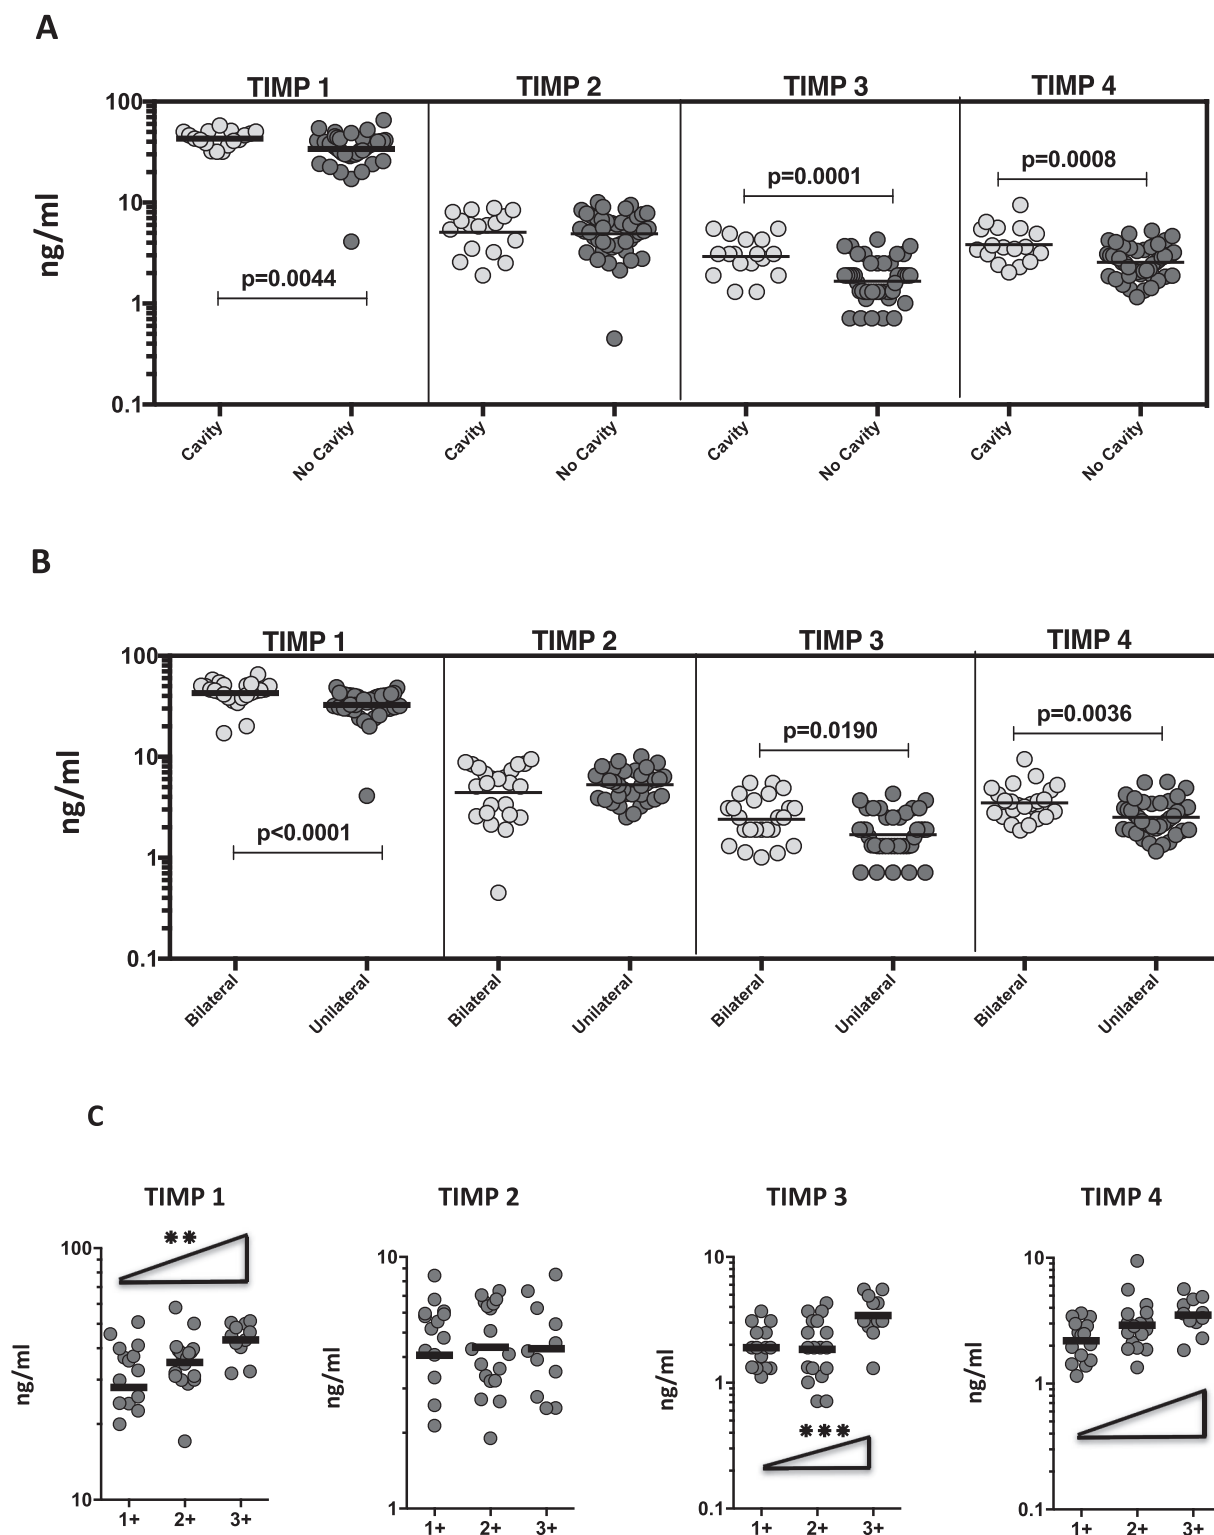 A
TIMP 1 TIMP 2 TIMP 3 TIMP 4
100
10
1
0.1
ng/ml
p=0.0044
p=0.0001
p=0.0008
Cavity No Cavity Cavity No Cavity Cavity No Cavity Cavity No Cavity
B
TIMP 1 TIMP 2 TIMP 3 TIMP 4
100
10
1
0.1
ng/ml
p<0.0001
p=0.0190
p=0.0036
Bilateral Unilateral Bilateral Unilateral Bilateral Unilateral Bilateral Unilateral
C
TIMP 1
**
100
10
ng/ml
1+ 2+ 3+
TIMP 2
10
1
ng/ml
1+ 2+ 3+
TIMP 3
10
1
0.1
ng/ml
***
1+ 2+ 3+
TIMP 4
10
1
0.1
ng/ml
1+ 2+ 3+